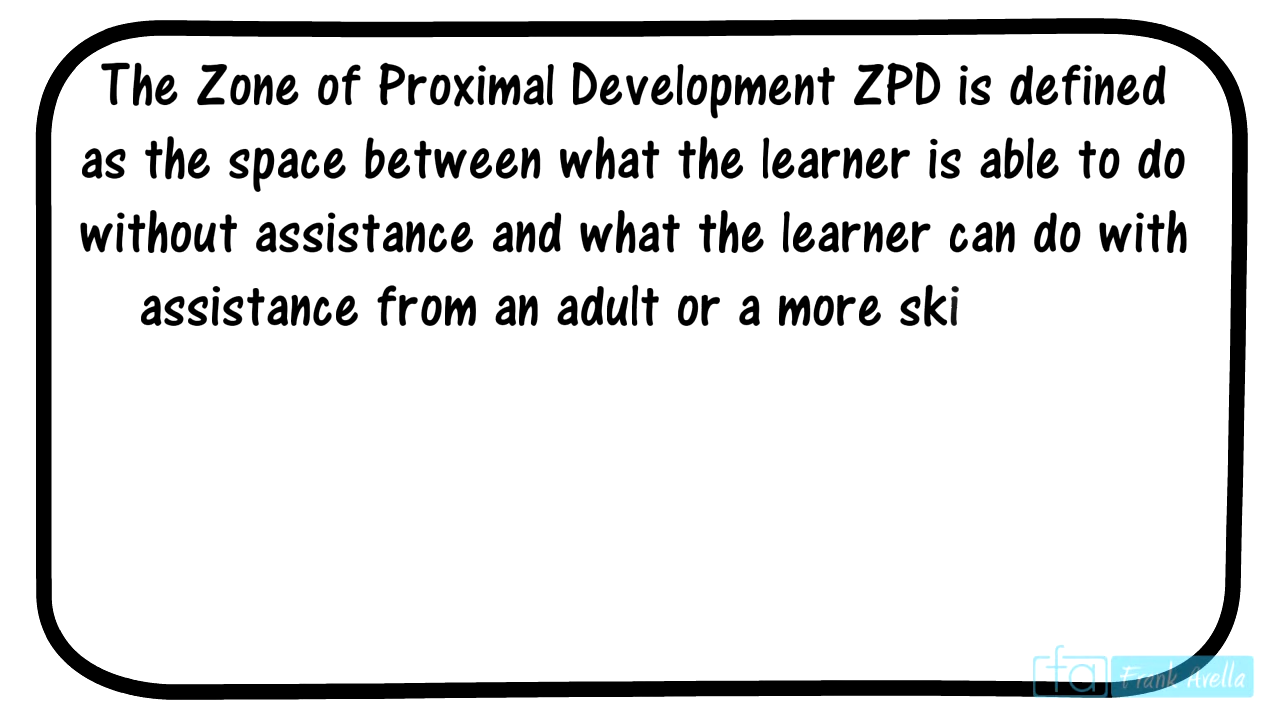 The Zone of Proximal Development ZPD is defined
as the space between what the learner is able to do
without assistance and what the learner can do with
assistance from an adult or a more ski
fa Frank Avella